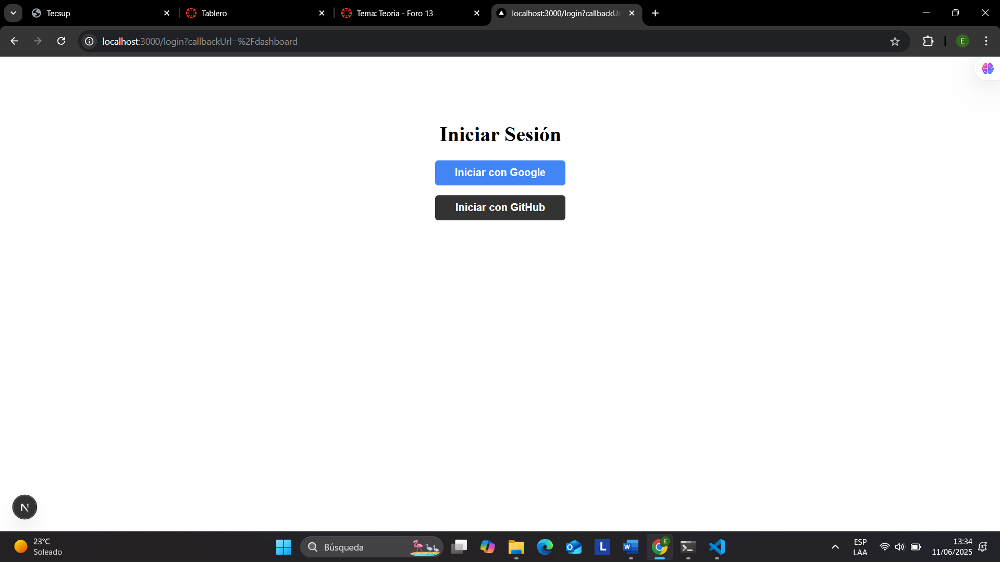 Tecsup
Tablero
Tema: Teoria - Foro 13
localhost:3000/login?callbackUr
localhost:3000/login?callbackUrl=%2Fdashboard
E
Iniciar Sesión
Iniciar con Google
Iniciar con GitHub
N
23°C
Soleado
Búsqueda
L
W
E
ESP
LAA
13:34
11/06/2025